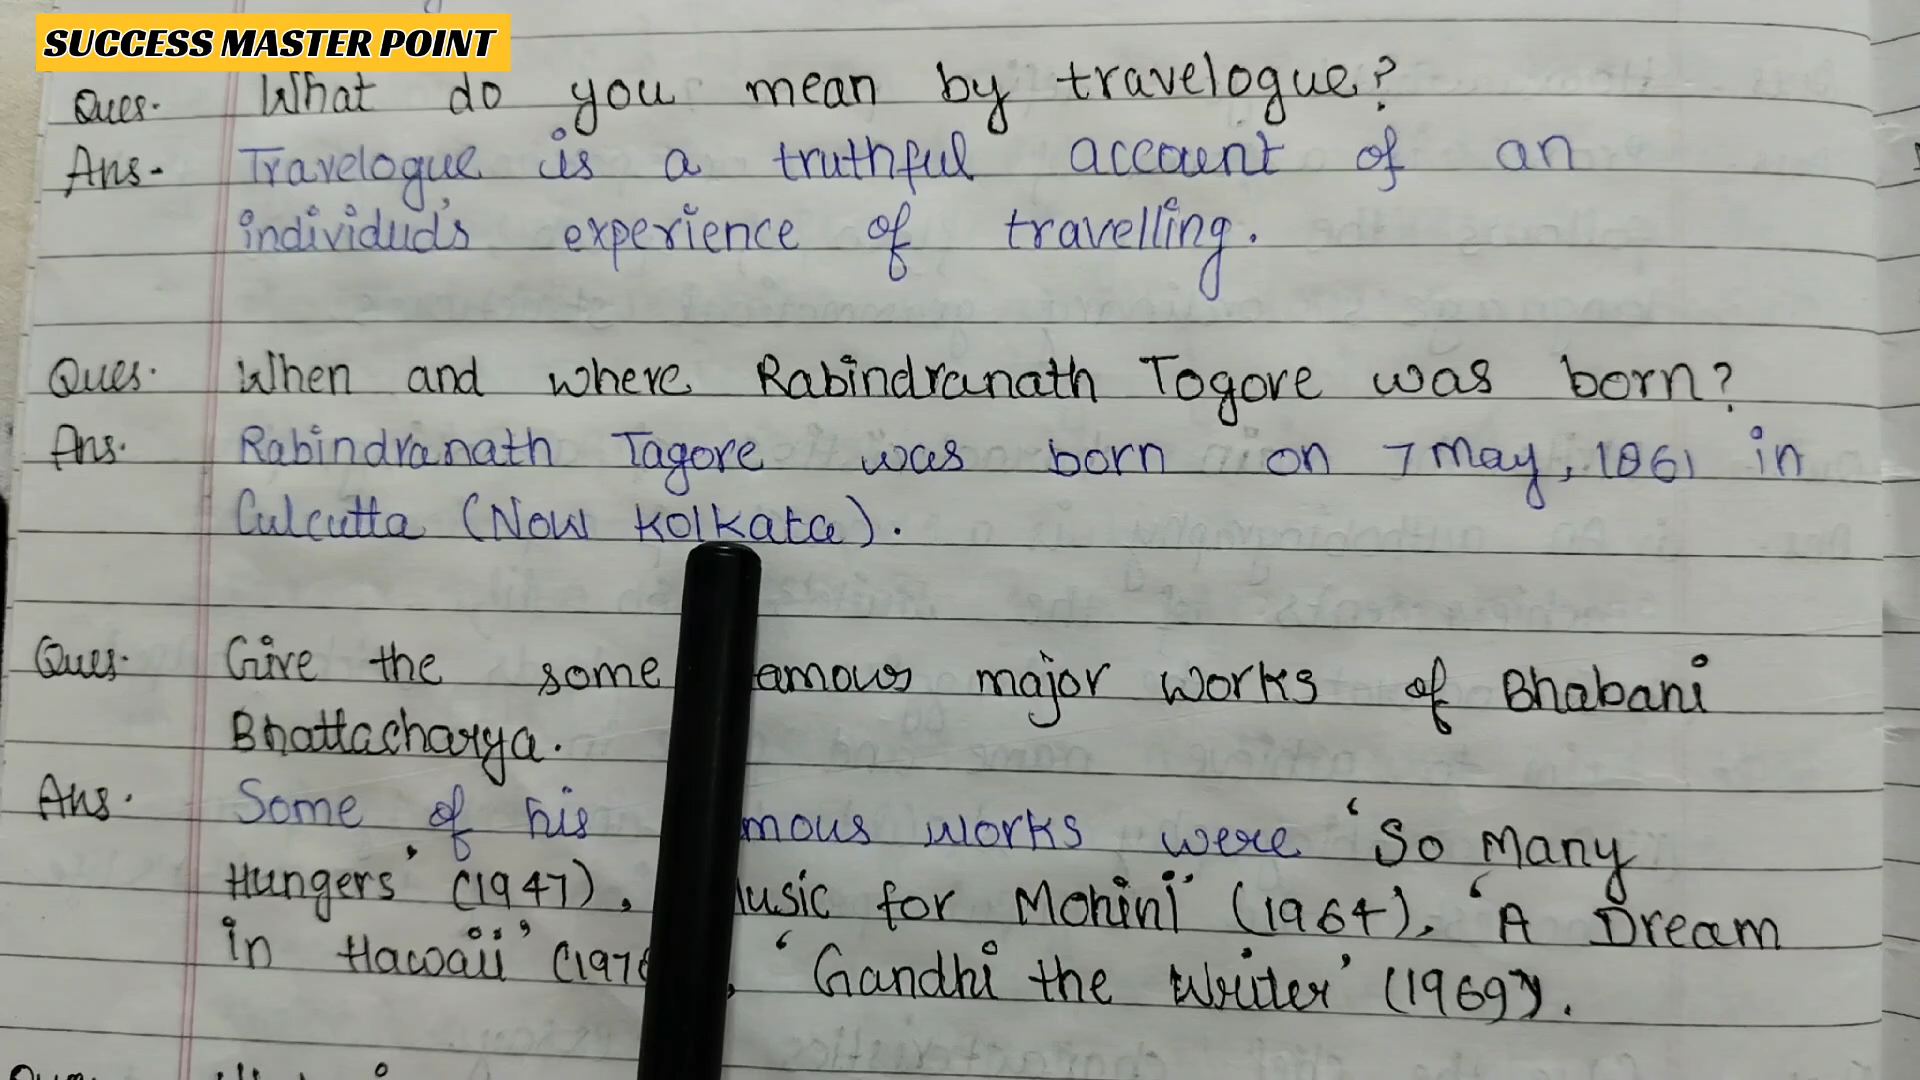 SUCCESS MASTER POINT
Ques. What do you mean by travelogue?
Ans- Travelogue is a truthful account of an
individud's experience of travelling.
Ques. When and where Rabindranath Togore was born?
Ans. Rabindranath Tagore was born on 7 May, 1861 in
Culcutta (Now Kolkata).
Ques. Give the some amous major works of Bhabani
Bhattacharya.
Ans. Some of his mous works were 'So Many
Hungers' (1947), usic for Mohini' (1964), 'A Dream
in Hawaii' (197 , 'Gandhi the Writer' (1969).